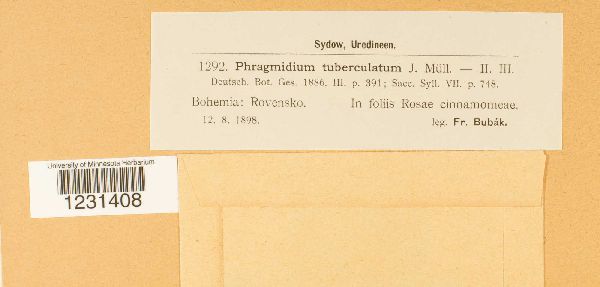 Sydow, Uredineen.
1292. Phragmidium tuberculatum J. Müll. — II. III.
Deutsch. Bot. Ges. 1886. III. p. 391; Sacc. Syll. VII. p. 748.
Bohemia: Rovensko. In foliis Rosae cinnamomeae.
12. 8. 1898. leg. Fr. Bubák.
University of Minnesota Herbarium
1231408